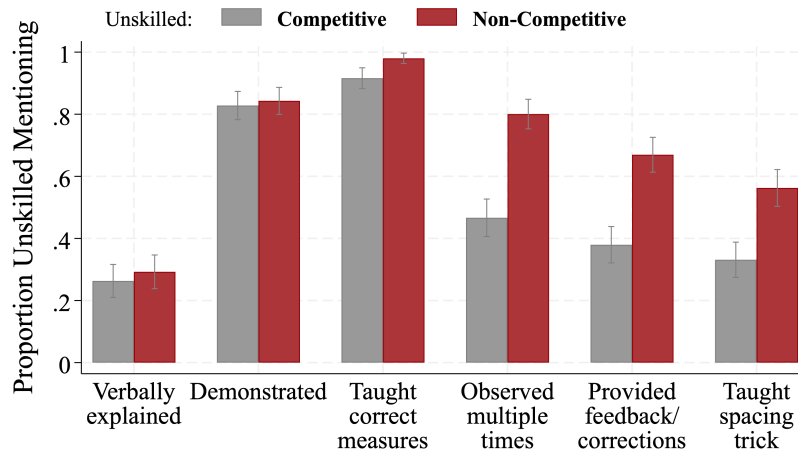 Unskilled: Competitive Non-Competitive
Proportion Unskilled Mentioning
1
.8
.6
.4
.2
0
Verbally explained
Demonstrated
Taught correct measures
Observed multiple times
Provided feedback/ corrections
Taught spacing trick